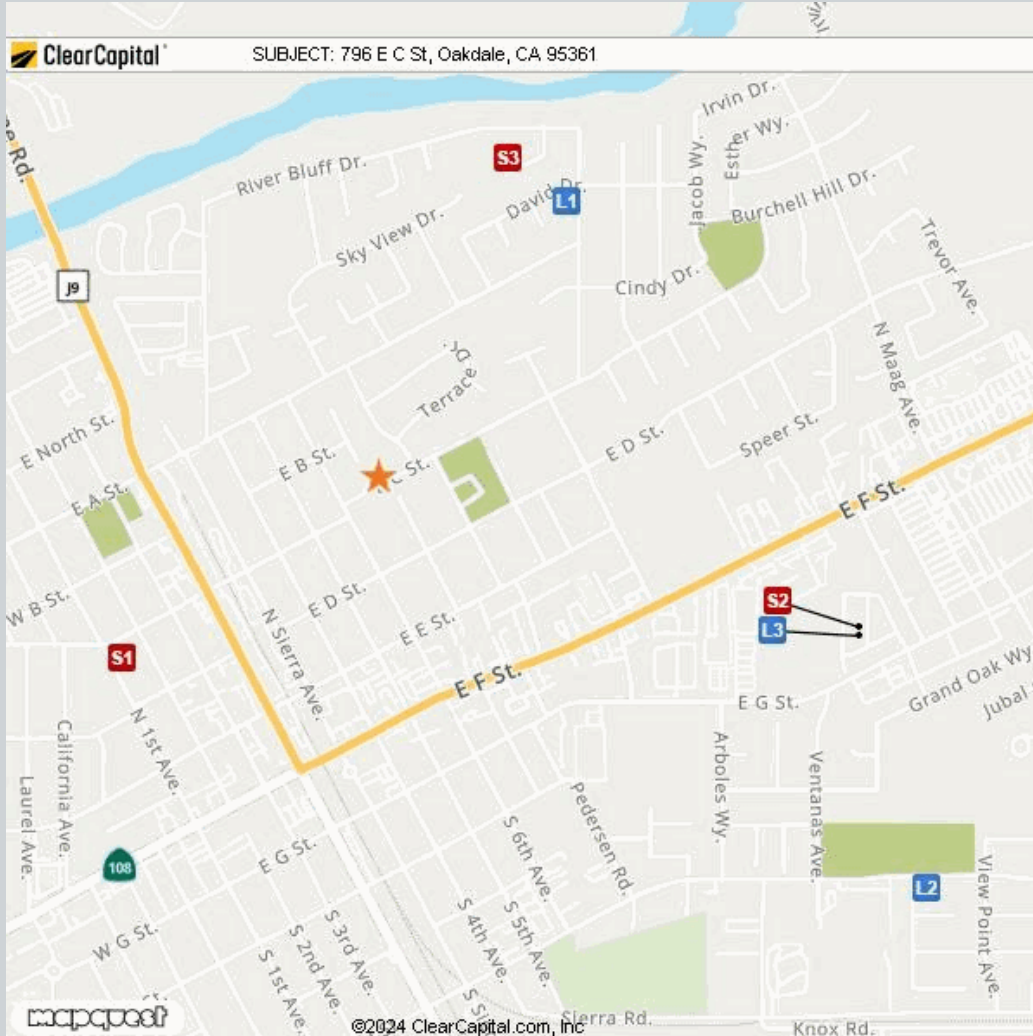 ClearCapital
SUBJECT: 796 E C St, Oakdale, CA 95361
Rd.
Irvin Dr.
Esther Wy.
Jacob Wy.
S3
River Bluff Dr.
David Dr.
L1
Burchell Hill Dr.
Sky View Dr.
Trevor Ave.
J9
Cindy Dr.
N Maag Ave.
Terrace Dr.
E North St.
E D St.
Speer St.
E B St.
C St.
E A St.
E F St.
W B St.
E D St.
S2
E E St.
L3
N Sierra Ave.
S1
E F St.
Grand Oak Wy
E G St.
Jubal
N 1st Ave.
California Ave.
Arboles Wy.
Ventanas Ave.
Laurel Ave.
Pedersen Rd.
E G St.
108
S 6th Ave.
View Point Ave.
L2
W G St.
S 5th Ave.
S 4th Ave.
S 3rd Ave.
S 2nd Ave.
S 1st Ave.
mapquest
©2024 ClearCapital.com, Inc
Sierra Rd.
Knox Rd.